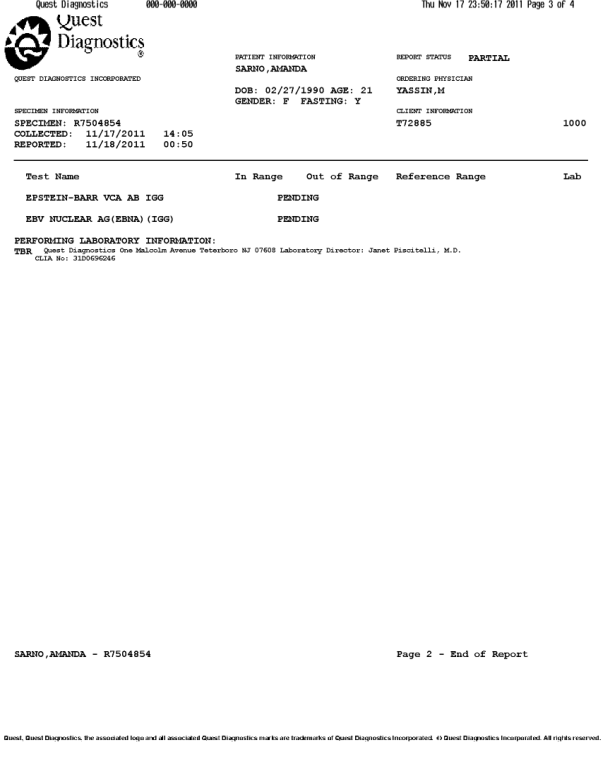 Quest Diagnostics 000-000-0000 Thu Nov 17 23:50:17 2011 Page 3 of 4
Quest
Diagnostics®
PATIENT INFORMATION REPORT STATUS PARTIAL
SARNO,AMANDA
QUEST DIAGNOSTICS INCORPORATED ORDERING PHYSICIAN
DOB: 02/27/1990 AGE: 21 YASSIN,M
GENDER: F FASTING: Y
SPECIMEN INFORMATION CLIENT INFORMATION
SPECIMEN: R7504854 T72885 1000
COLLECTED: 11/17/2011 14:05
REPORTED: 11/18/2011 00:50
Test Name In Range Out of Range Reference Range Lab
EPSTEIN-BARR VCA AB IGG PENDING
EBV NUCLEAR AG(EBNA)(IGG) PENDING
PERFORMING LABORATORY INFORMATION:
TBR Quest Diagnostics One Malcolm Avenue Teterboro NJ 07608 Laboratory Director: Janet Piscitelli, M.D.
CLIA No: 31D0696246
SARNO,AMANDA - R7504854 Page 2 - End of Report
Quest, Quest Diagnostics, the associated logo and all associated Quest Diagnostics marks are trademarks of Quest Diagnostics Incorporated. © Quest Diagnostics Incorporated. All rights reserved.